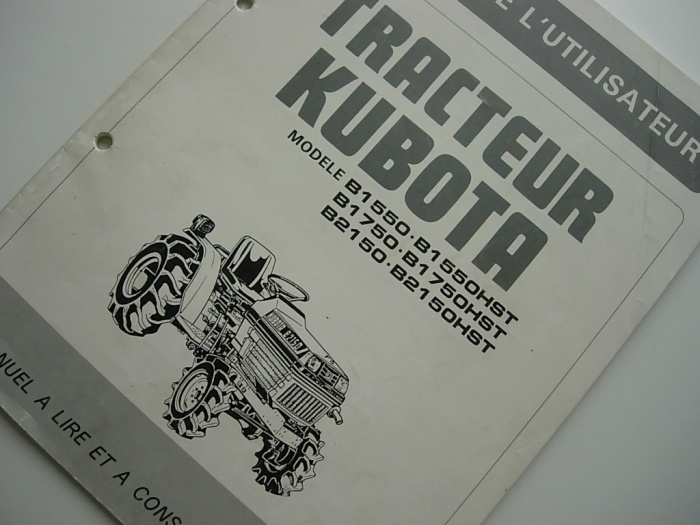 E L'UTILISATEUR
TRACTEUR
KUBOTA
MODELE B1550·B1550HST
B1750·B1750HST
B2150·B2150HST
NUEL A LIRE ET A CONS